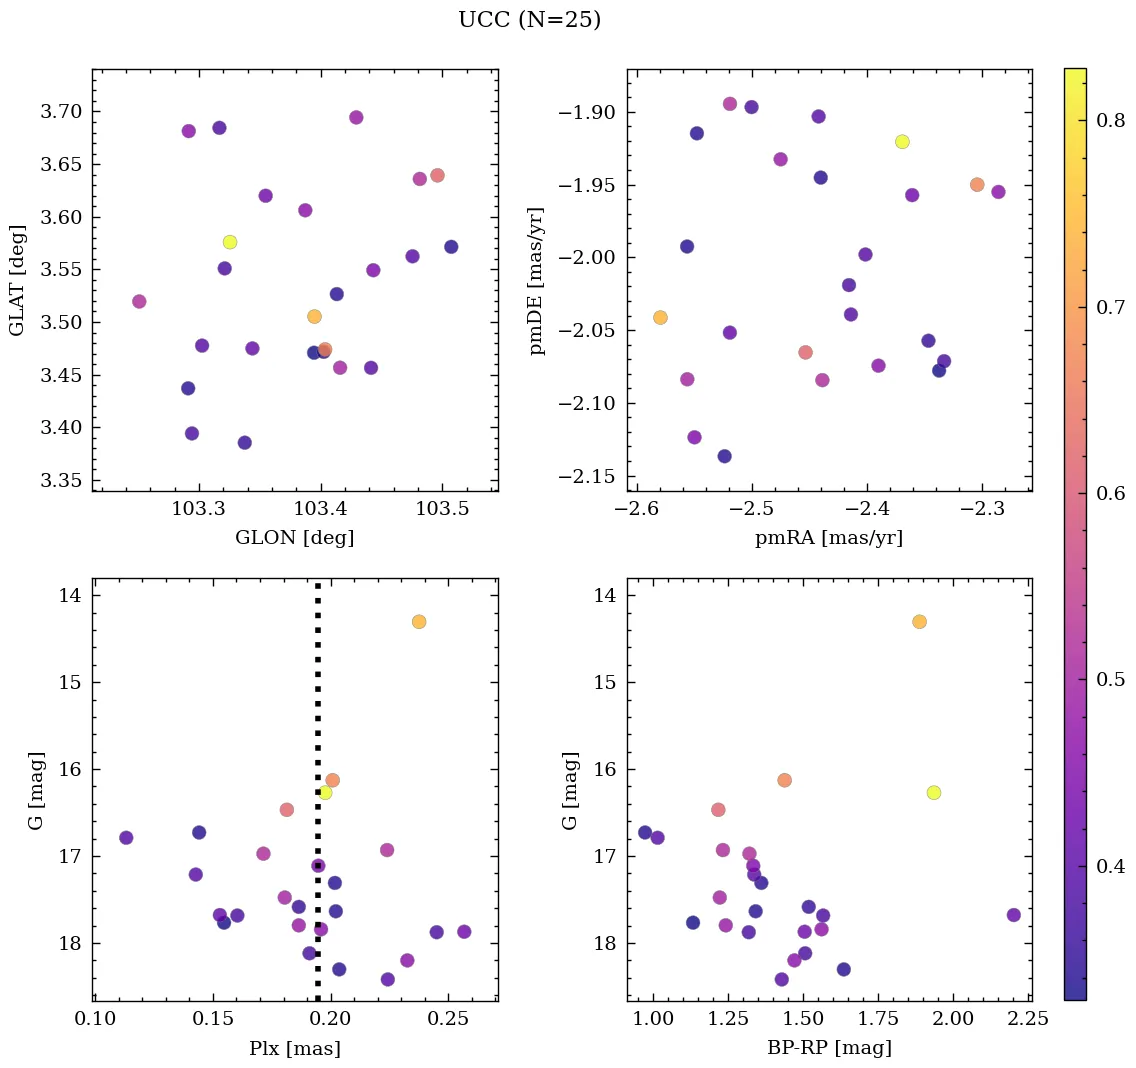 UCC (N=25)
3.70
3.65
3.60
3.55
3.50
3.45
3.40
3.35
GLAT [deg]
103.3 103.4 103.5
GLON [deg]
−1.90
−1.95
−2.00
−2.05
−2.10
−2.15
pmDE [mas/yr]
−2.6 −2.5 −2.4 −2.3
pmRA [mas/yr]
14
15
16
17
18
G [mag]
0.10 0.15 0.20 0.25
Plx [mas]
14
15
16
17
18
G [mag]
1.00 1.25 1.50 1.75 2.00 2.25
BP-RP [mag]
0.8
0.7
0.6
0.5
0.4